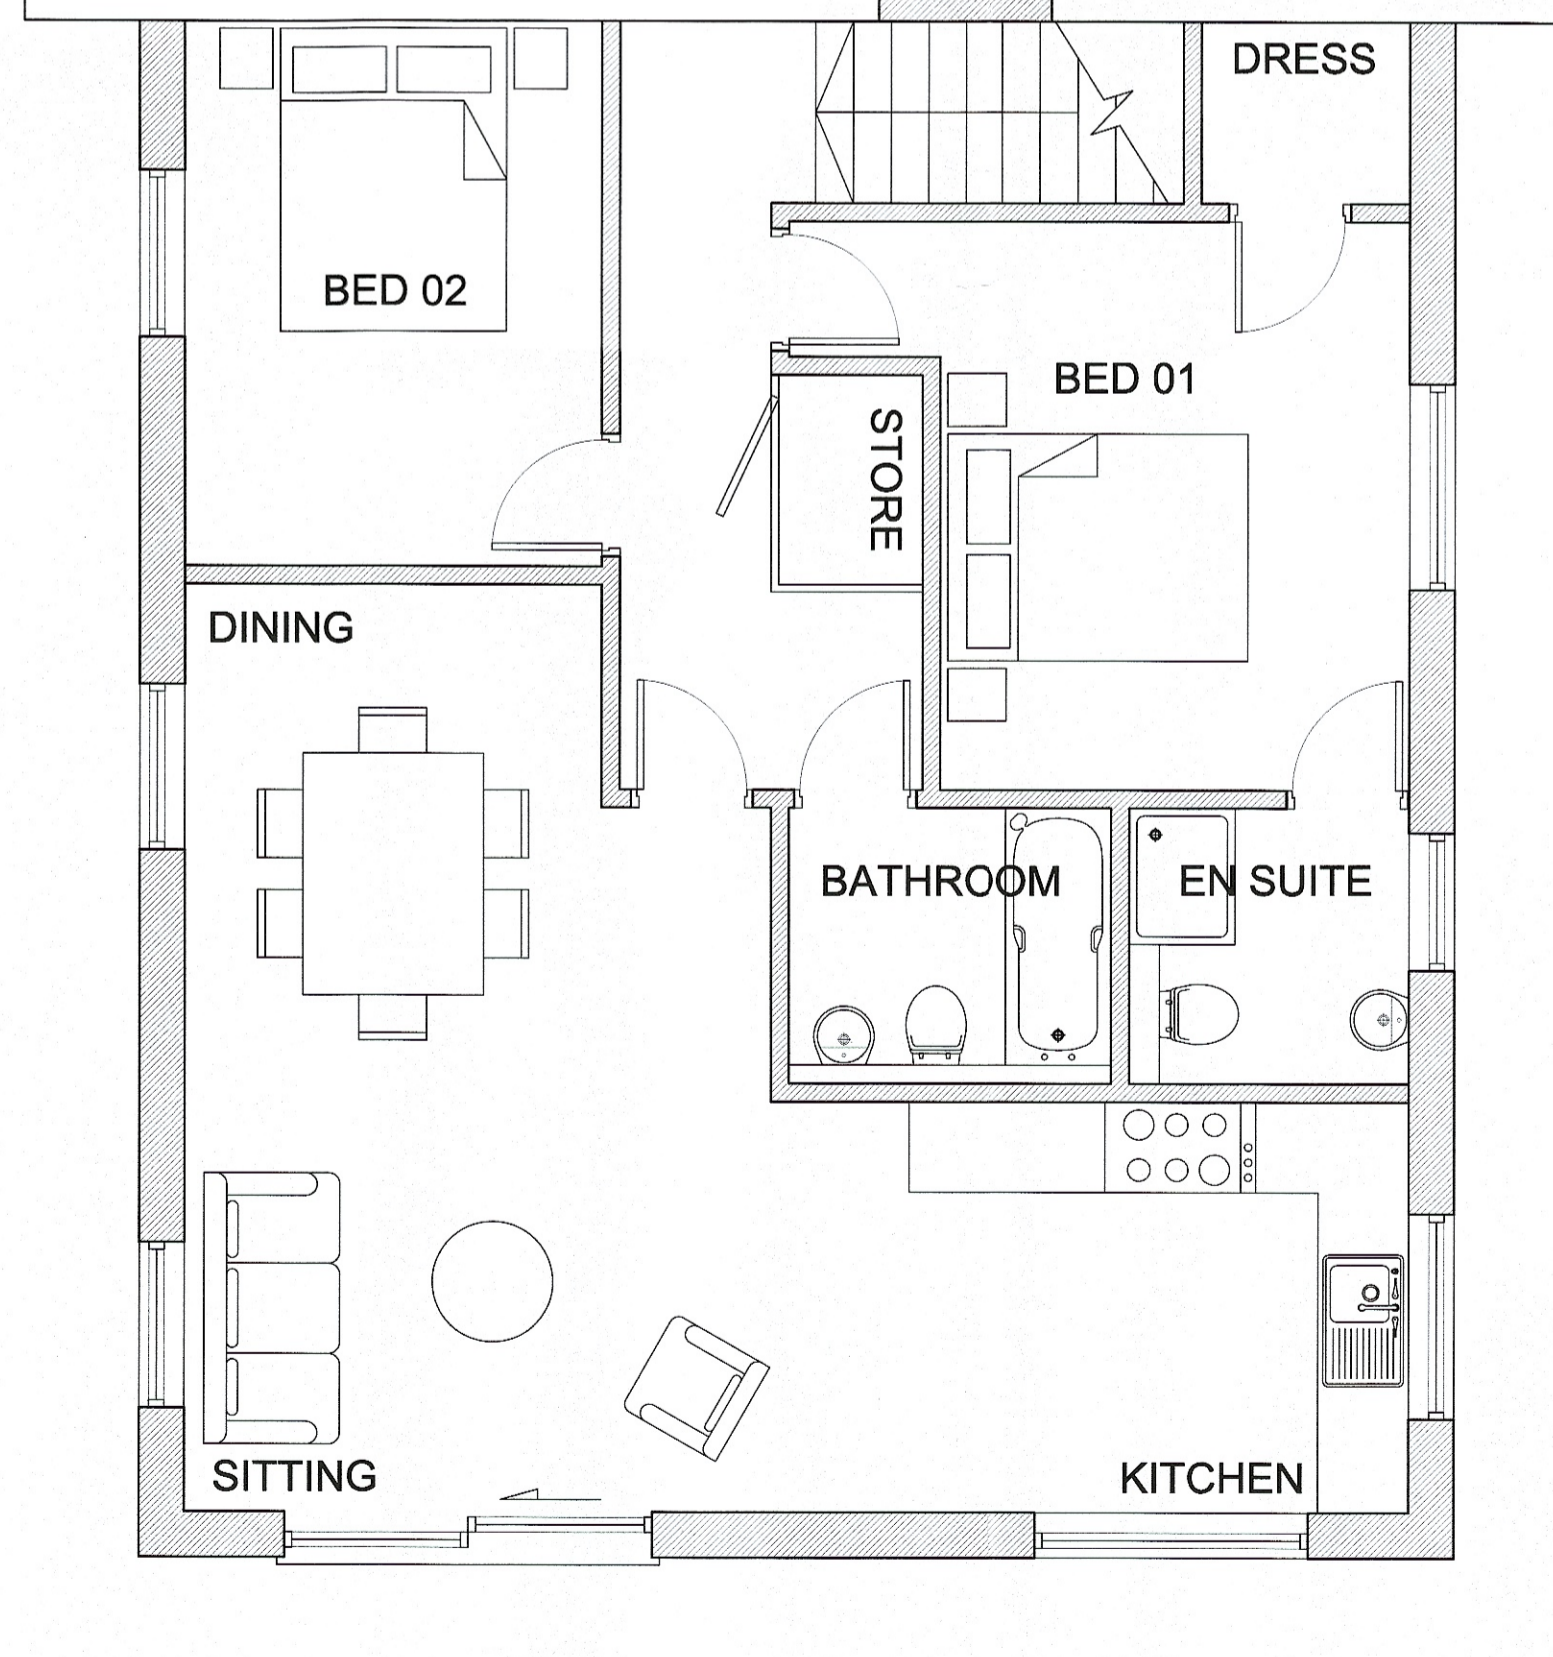 DRESS
BED 02
BED 01
STORE
DINING
BATHROOM
EN SUITE
SITTING
KITCHEN